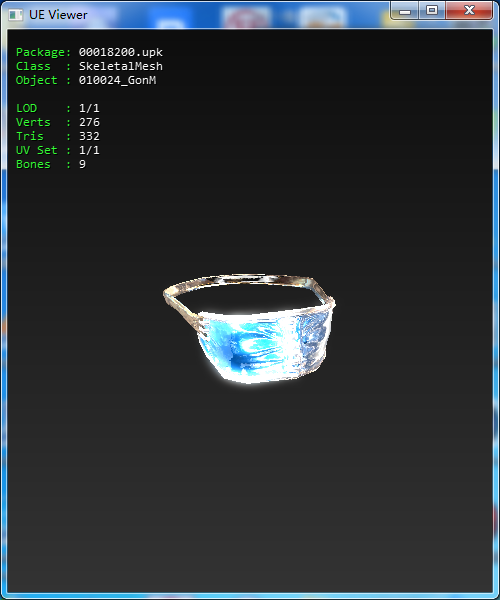 UE Viewer
Package: 00018200.upk
Class : SkeletalMesh
Object : 010024_GonM
LOD : 1/1
Verts : 276
Tris : 332
UV Set : 1/1
Bones : 9